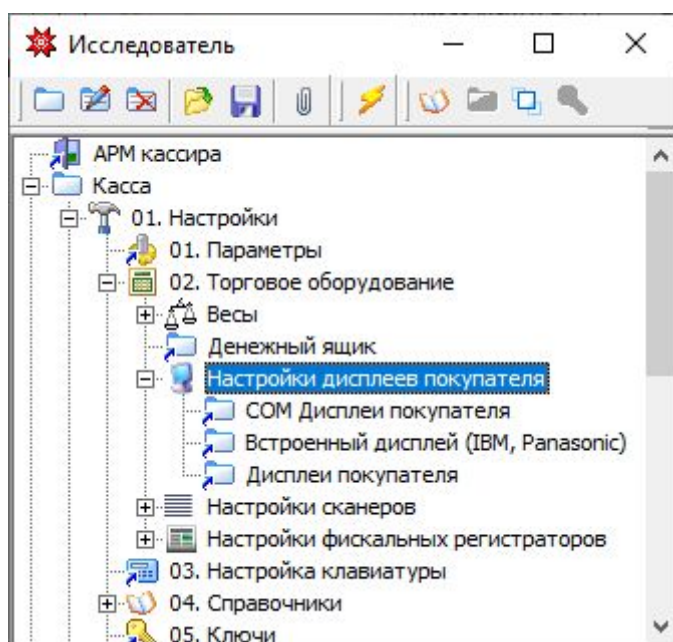 Исследователь
АРМ кассира
Касса
01. Настройки
01. Параметры
02. Торговое оборудование
Весы
Денежный ящик
Настройки дисплеев покупателя
COM Дисплеи покупателя
Встроенный дисплей (IBM, Panasonic)
Дисплеи покупателя
Настройки сканеров
Настройки фискальных регистраторов
03. Настройка клавиатуры
04. Справочники
05. Ключи